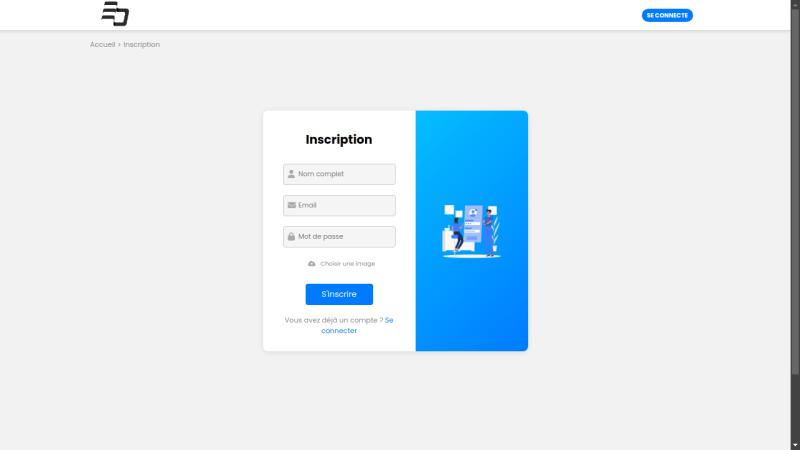 SE CONNECTE
Accueil > Inscription
Inscription
Nom complet
Email
Mot de passe
Choisir une image
S'inscrire
Vous avez déjà un compte ? Se
connecter